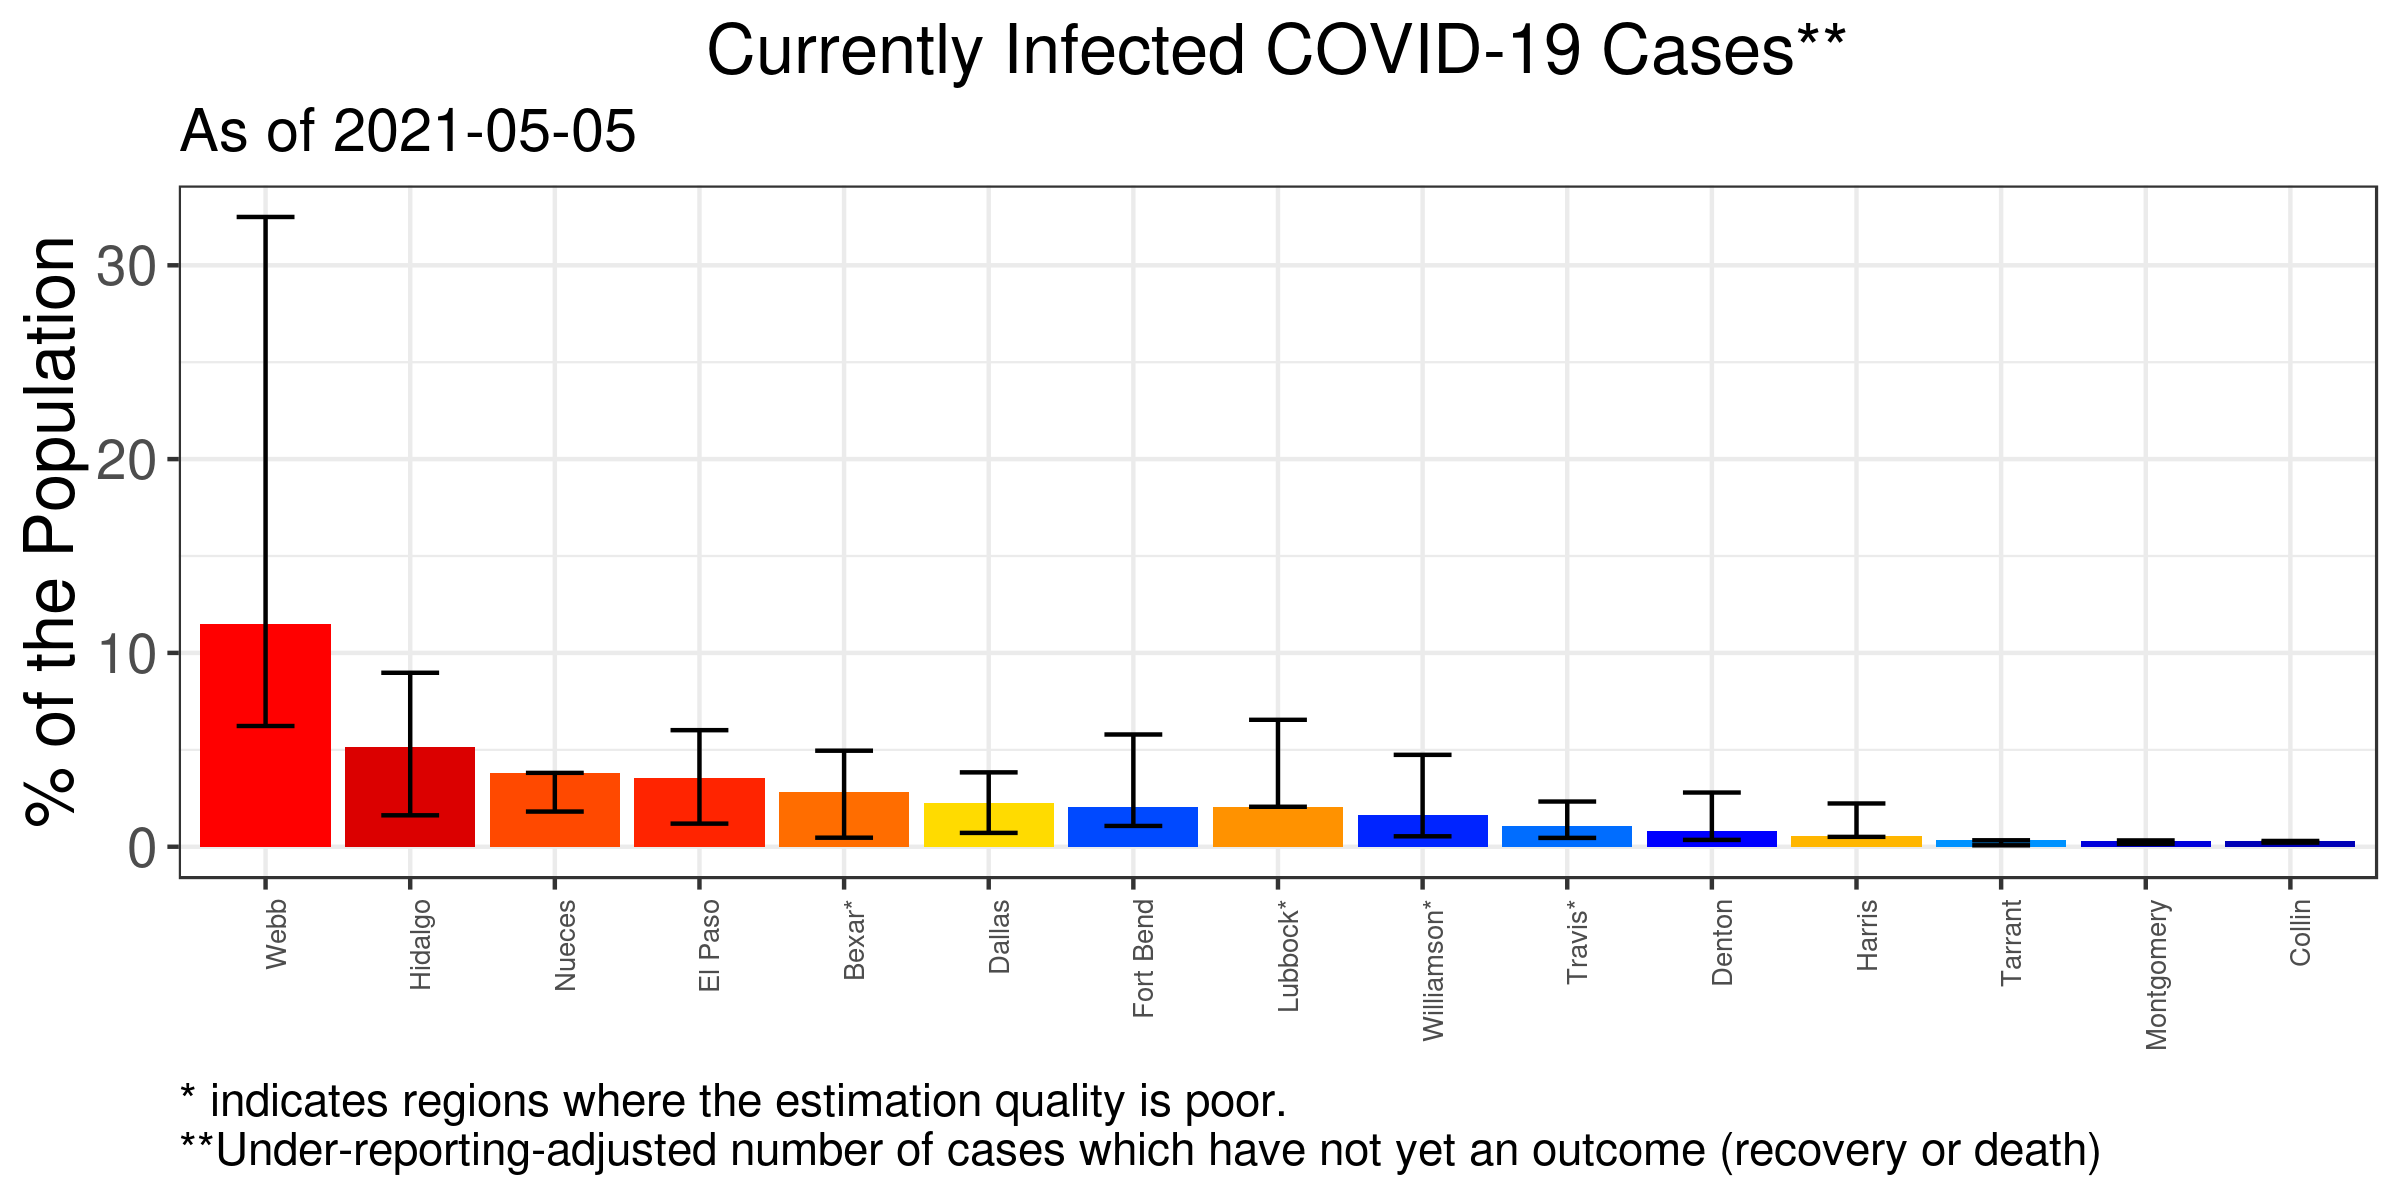 Currently Infected COVID-19 Cases**
As of 2021-05-05
% of the Population
30
20
10
0
Webb
Hidalgo
Nueces
El Paso
Bexar*
Dallas
Fort Bend
Lubbock*
Williamson*
Travis*
Denton
Harris
Tarrant
Montgomery
Collin
* indicates regions where the estimation quality is poor.
**Under-reporting-adjusted number of cases which have not yet an outcome (recovery or death)